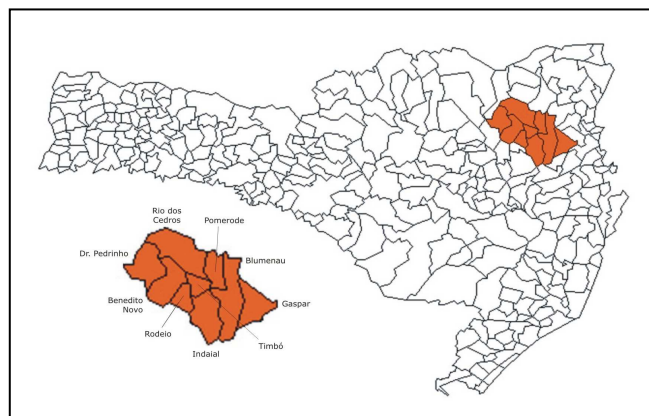 Rio dos
Cedros
Pomerode
Dr. Pedrinho
Blumenau
Benedito
Novo
Gaspar
Rodeio
Timbó
Indaial